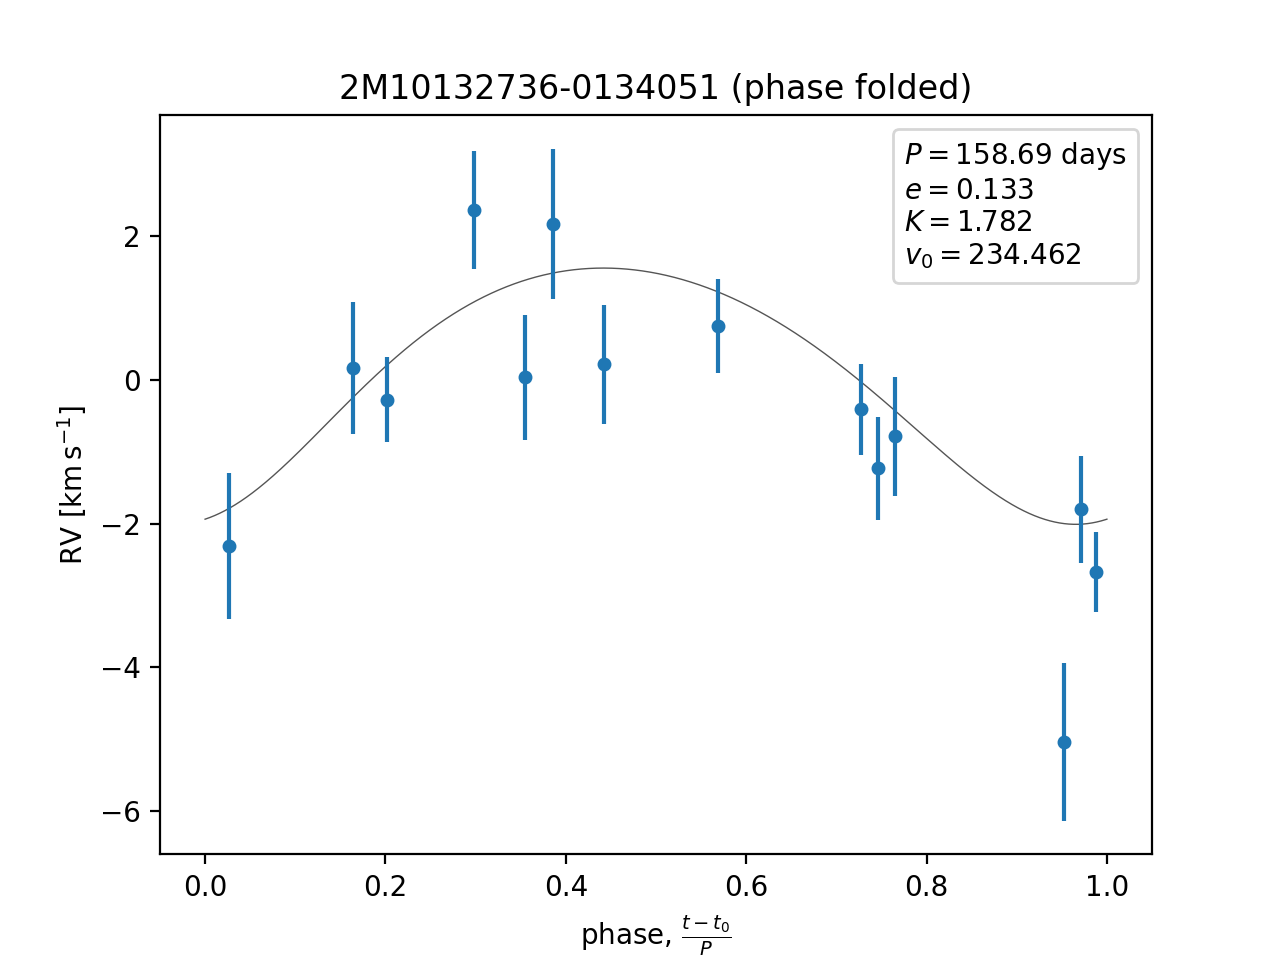 2M10132736-0134051 (phase folded)
P = 158.69 days
e = 0.133
K = 1.782
v₀ = 234.462
RV [km s⁻¹]
2
0
−2
−4
−6
0.0 0.2 0.4 0.6 0.8 1.0
phase, (t − t₀)/P